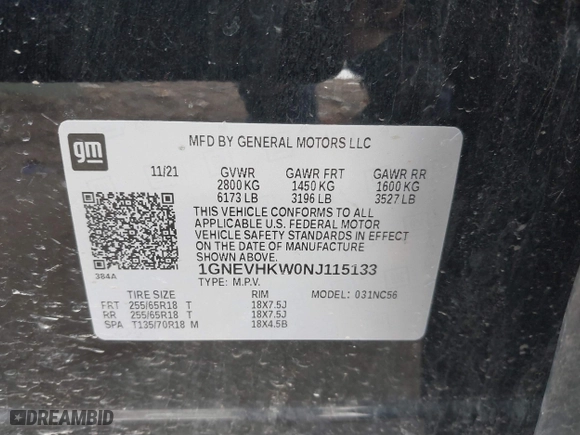 gm
MFD BY GENERAL MOTORS LLC
11/21 GVWR GAWR FRT GAWR RR
2800 KG 1450 KG 1600 KG
6173 LB 3196 LB 3527 LB
THIS VEHICLE CONFORMS TO ALL
APPLICABLE U.S. FEDERAL MOTOR
VEHICLE SAFETY STANDARDS IN EFFECT
ON THE DATE OF MANUFACTURE
SHOWN ABOVE.
384A
1GNEVHKW0NJ115133
TYPE: M.P.V.
TIRE SIZE RIM MODEL: 031NC56
FRT 255/65R18 T 18X7.5J
RR 255/65R18 T 18X7.5J
SPA T135/70R18 M 18X4.5B
DREAMBID